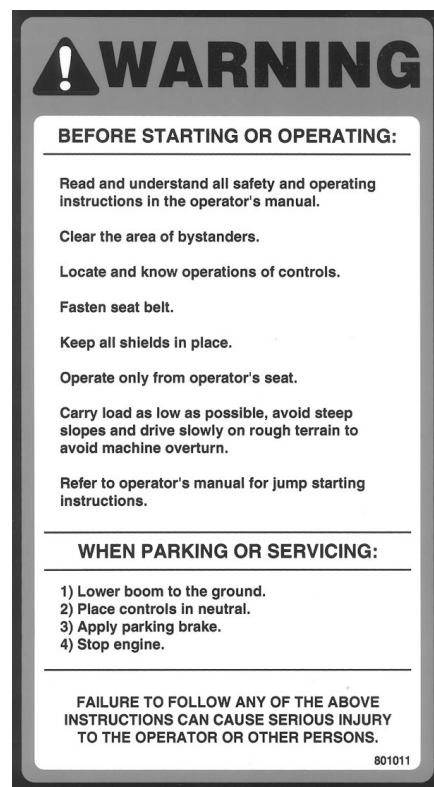 WARNING
BEFORE STARTING OR OPERATING:
Read and understand all safety and operating
instructions in the operator's manual.
Clear the area of bystanders.
Locate and know operations of controls.
Fasten seat belt.
Keep all shields in place.
Operate only from operator's seat.
Carry load as low as possible, avoid steep
slopes and drive slowly on rough terrain to
avoid machine overturn.
Refer to operator's manual for jump starting
instructions.
WHEN PARKING OR SERVICING:
1) Lower boom to the ground.
2) Place controls in neutral.
3) Apply parking brake.
4) Stop engine.
FAILURE TO FOLLOW ANY OF THE ABOVE
INSTRUCTIONS CAN CAUSE SERIOUS INJURY
TO THE OPERATOR OR OTHER PERSONS.
801011